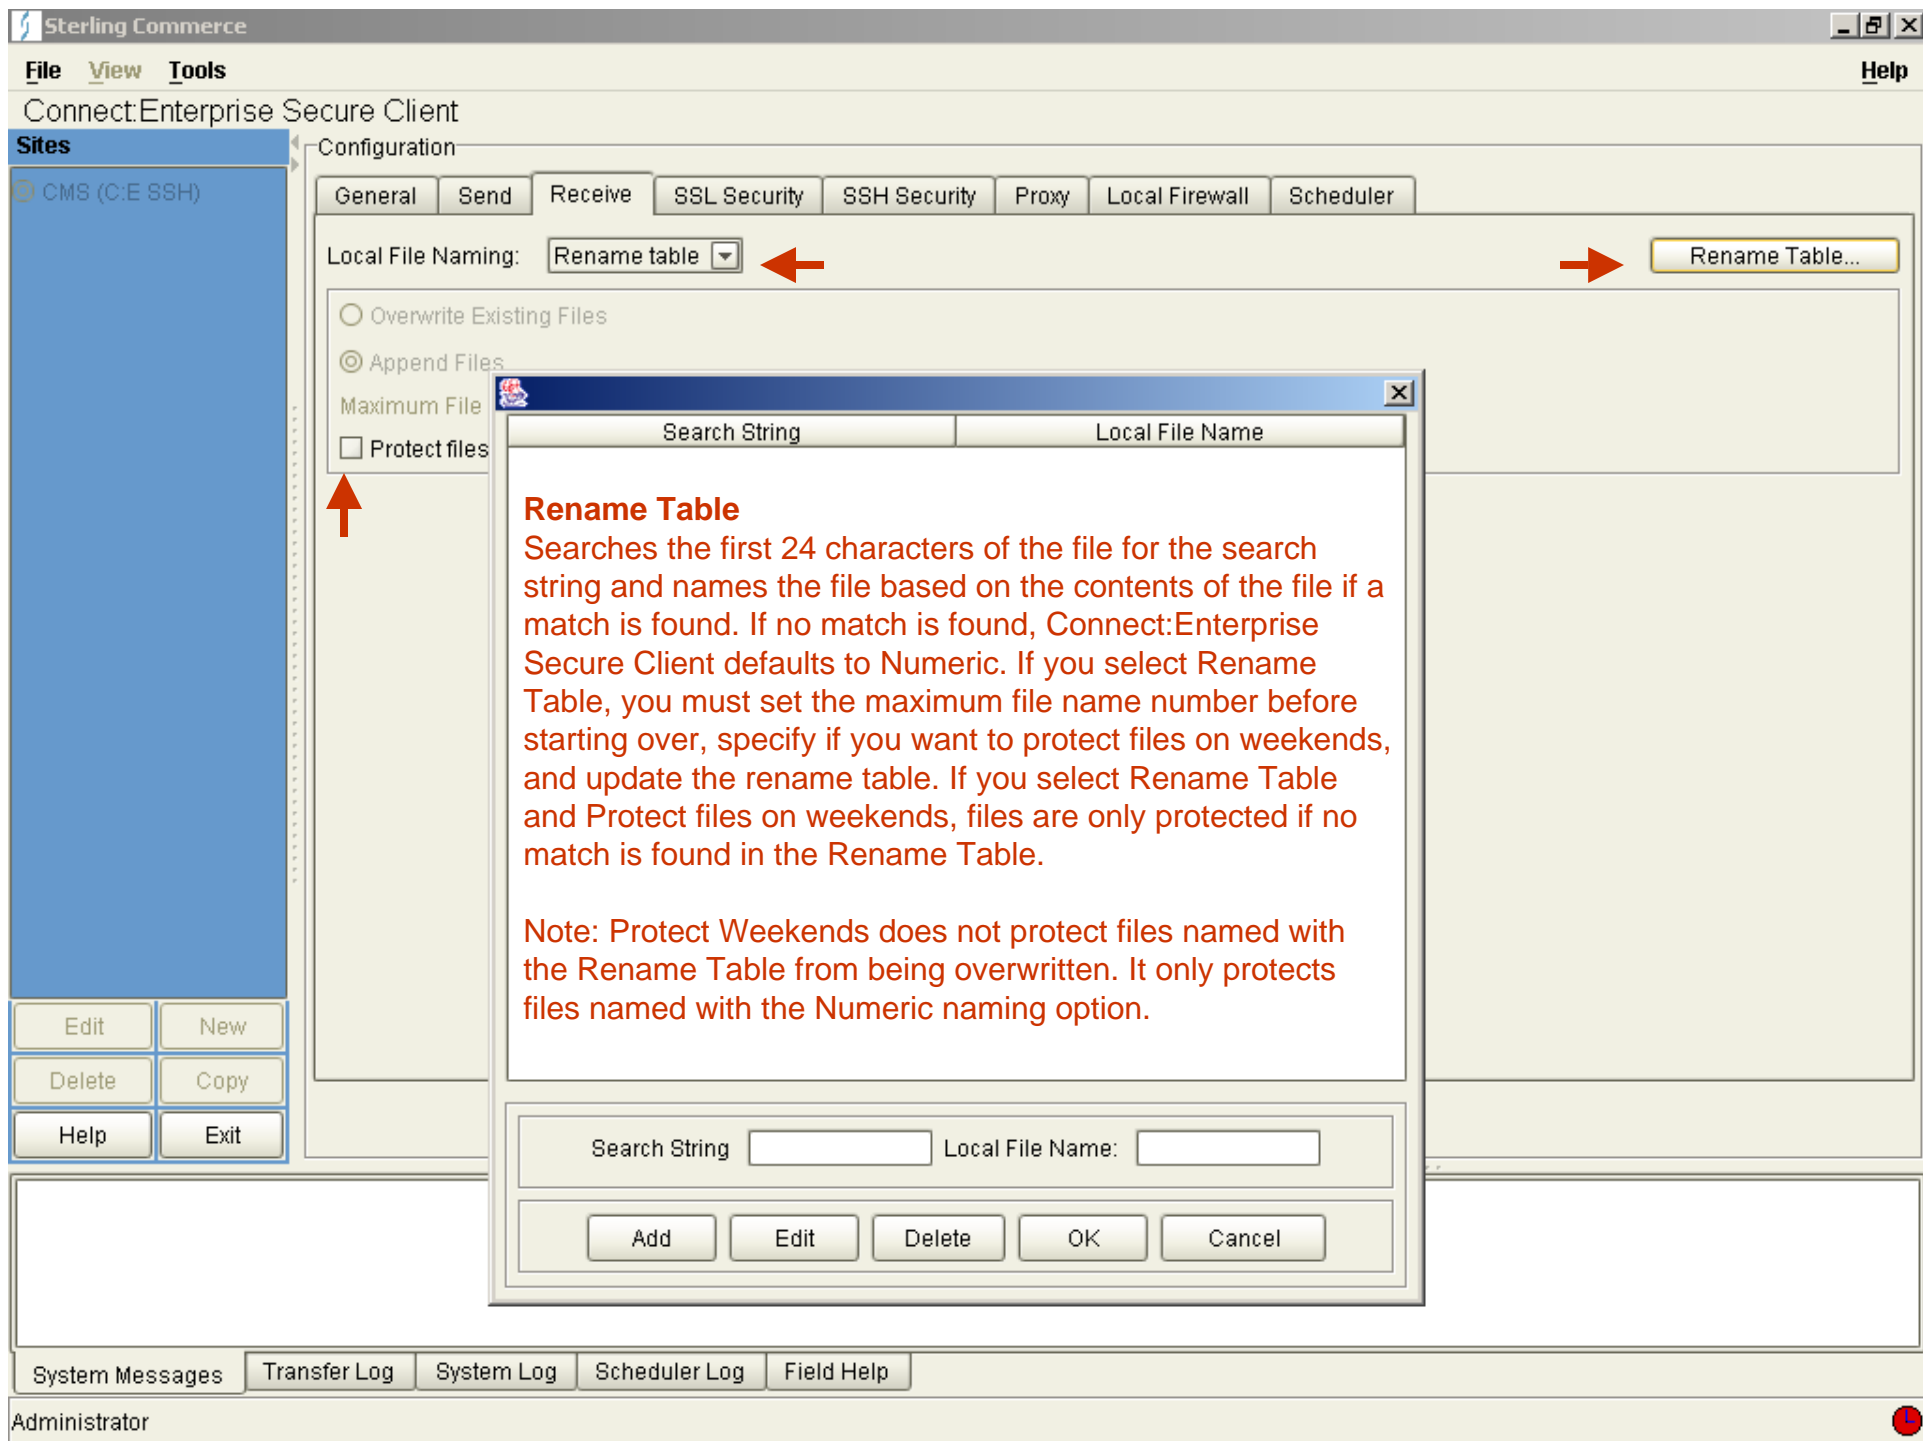 Sterling Commerce
File View Tools Help
Connect:Enterprise Secure Client
Sites
CMS (C:E SSH)
Configuration
General Send Receive SSL Security SSH Security Proxy Local Firewall Scheduler
Local File Naming: Rename table Rename Table...
Overwrite Existing Files
Append Files
Maximum File
Protect files
Search String Local File Name
Rename Table
Searches the first 24 characters of the file for the search
string and names the file based on the contents of the file if a
match is found. If no match is found, Connect:Enterprise
Secure Client defaults to Numeric. If you select Rename
Table, you must set the maximum file name number before
starting over, specify if you want to protect files on weekends,
and update the rename table. If you select Rename Table
and Protect files on weekends, files are only protected if no
match is found in the Rename Table.
Note: Protect Weekends does not protect files named with
the Rename Table from being overwritten. It only protects
files named with the Numeric naming option.
Search String Local File Name:
Add Edit Delete OK Cancel
Edit New
Delete Copy
Help Exit
System Messages Transfer Log System Log Scheduler Log Field Help
Administrator